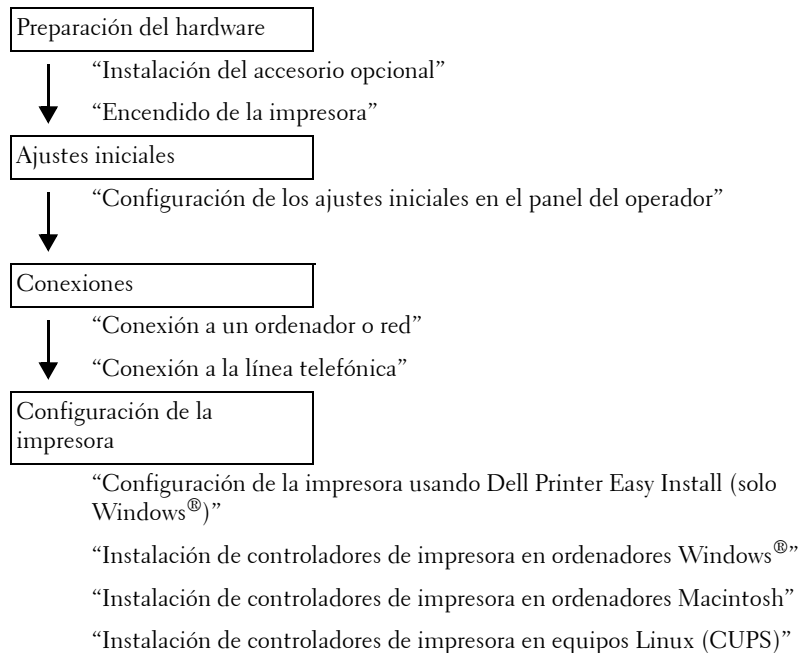 Preparación del hardware
“Instalación del accesorio opcional”
“Encendido de la impresora”
Ajustes iniciales
“Configuración de los ajustes iniciales en el panel del operador”
Conexiones
“Conexión a un ordenador o red”
“Conexión a la línea telefónica”
Configuración de la
impresora
“Configuración de la impresora usando Dell Printer Easy Install (solo
Windows®)”
“Instalación de controladores de impresora en ordenadores Windows®”
“Instalación de controladores de impresora en ordenadores Macintosh”
“Instalación de controladores de impresora en equipos Linux (CUPS)”